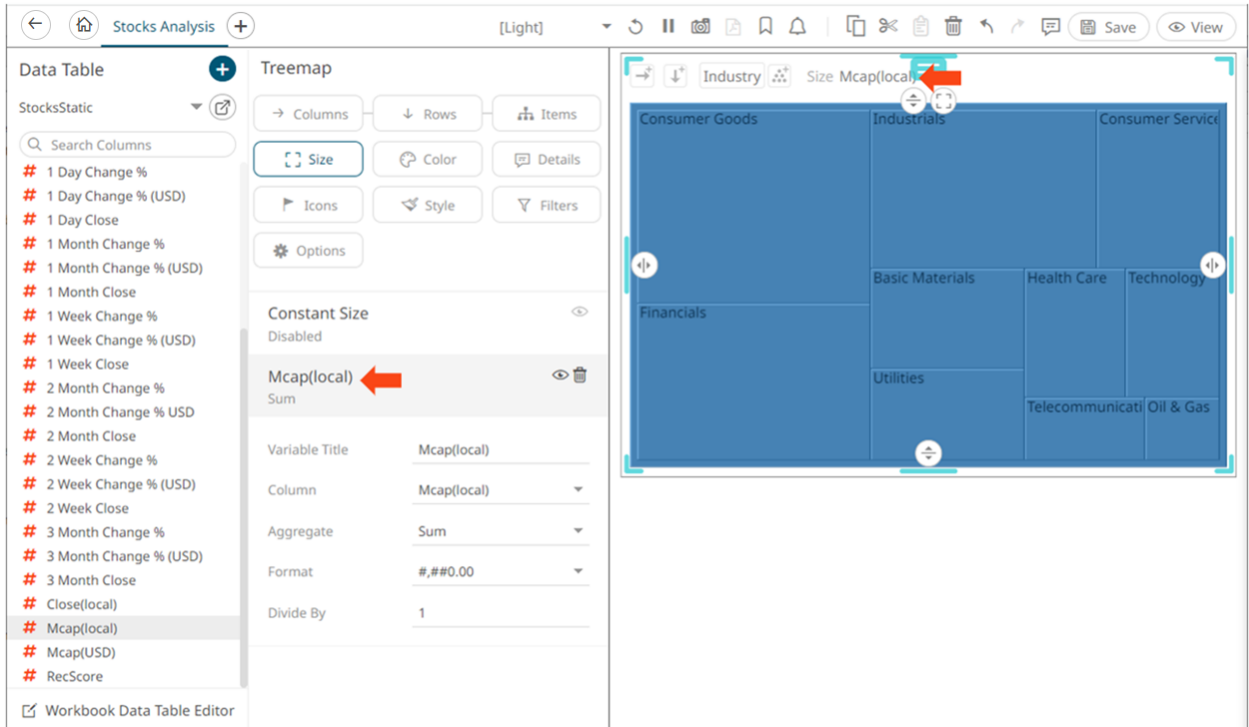 Stocks Analysis
[Light]
Save
View
Data Table
StocksStatic
Search Columns
# 1 Day Change %
# 1 Day Change % (USD)
# 1 Day Close
# 1 Month Change %
# 1 Month Change % (USD)
# 1 Month Close
# 1 Week Change %
# 1 Week Change % (USD)
# 1 Week Close
# 2 Month Change %
# 2 Month Change % USD
# 2 Month Close
# 2 Week Change %
# 2 Week Change % (USD)
# 2 Week Close
# 3 Month Change %
# 3 Month Change % (USD)
# 3 Month Close
# Close(local)
# Mcap(local)
# Mcap(USD)
# RecScore
Workbook Data Table Editor
Treemap
Columns
Rows
Items
Size
Color
Details
Icons
Style
Filters
Options
Constant Size
Disabled
Mcap(local)
Sum
Variable Title Mcap(local)
Column Mcap(local)
Aggregate Sum
Format #,##0.00
Divide By 1
Industry Size Mcap(local)
Consumer Goods
Industrials
Consumer Service
Basic Materials
Health Care
Technology
Financials
Utilities
Telecommunicati
Oil & Gas